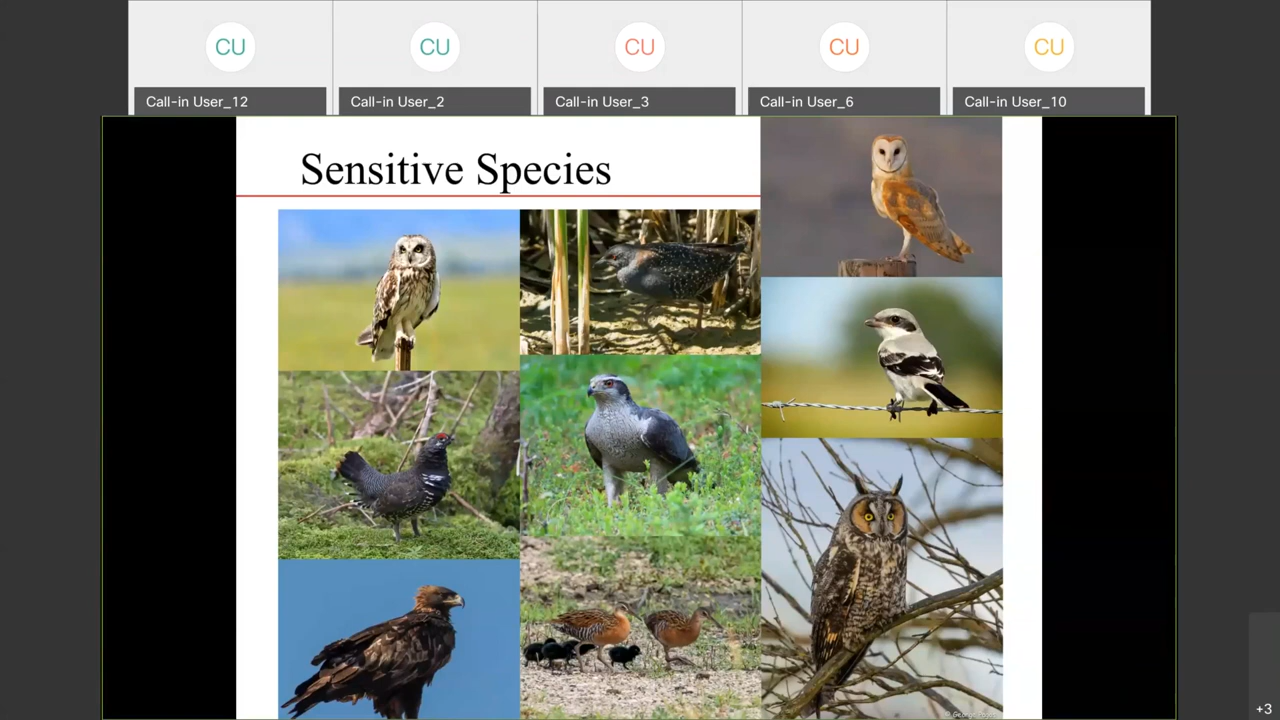 CU
CU
CU
CU
CU
Call-in User_12
Call-in User_2
Call-in User_3
Call-in User_6
Call-in User_10
Sensitive Species
© George
+3